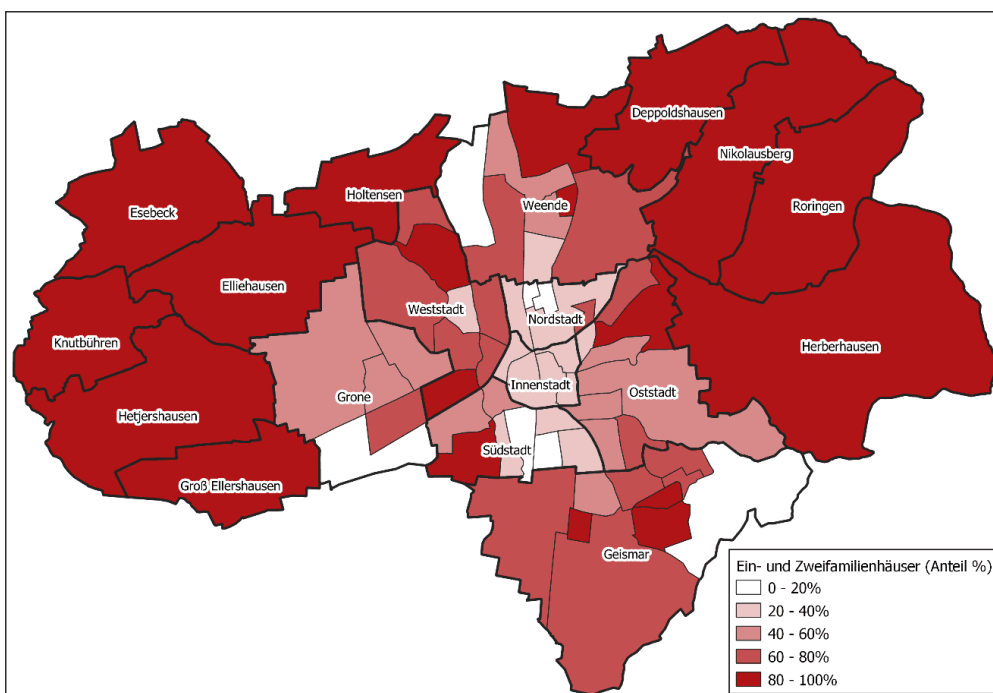 Deppoldshausen
Nikolausberg
Holtensen
Weende
Roringen
Esebeck
Elliehausen
Weststadt
Nordstadt
Knutbühren
Herberhausen
Innenstadt
Oststadt
Grone
Hetjershausen
Südstadt
Groß Ellershausen
Geismar
Ein- und Zweifamilienhäuser (Anteil %)
0 - 20%
20 - 40%
40 - 60%
60 - 80%
80 - 100%